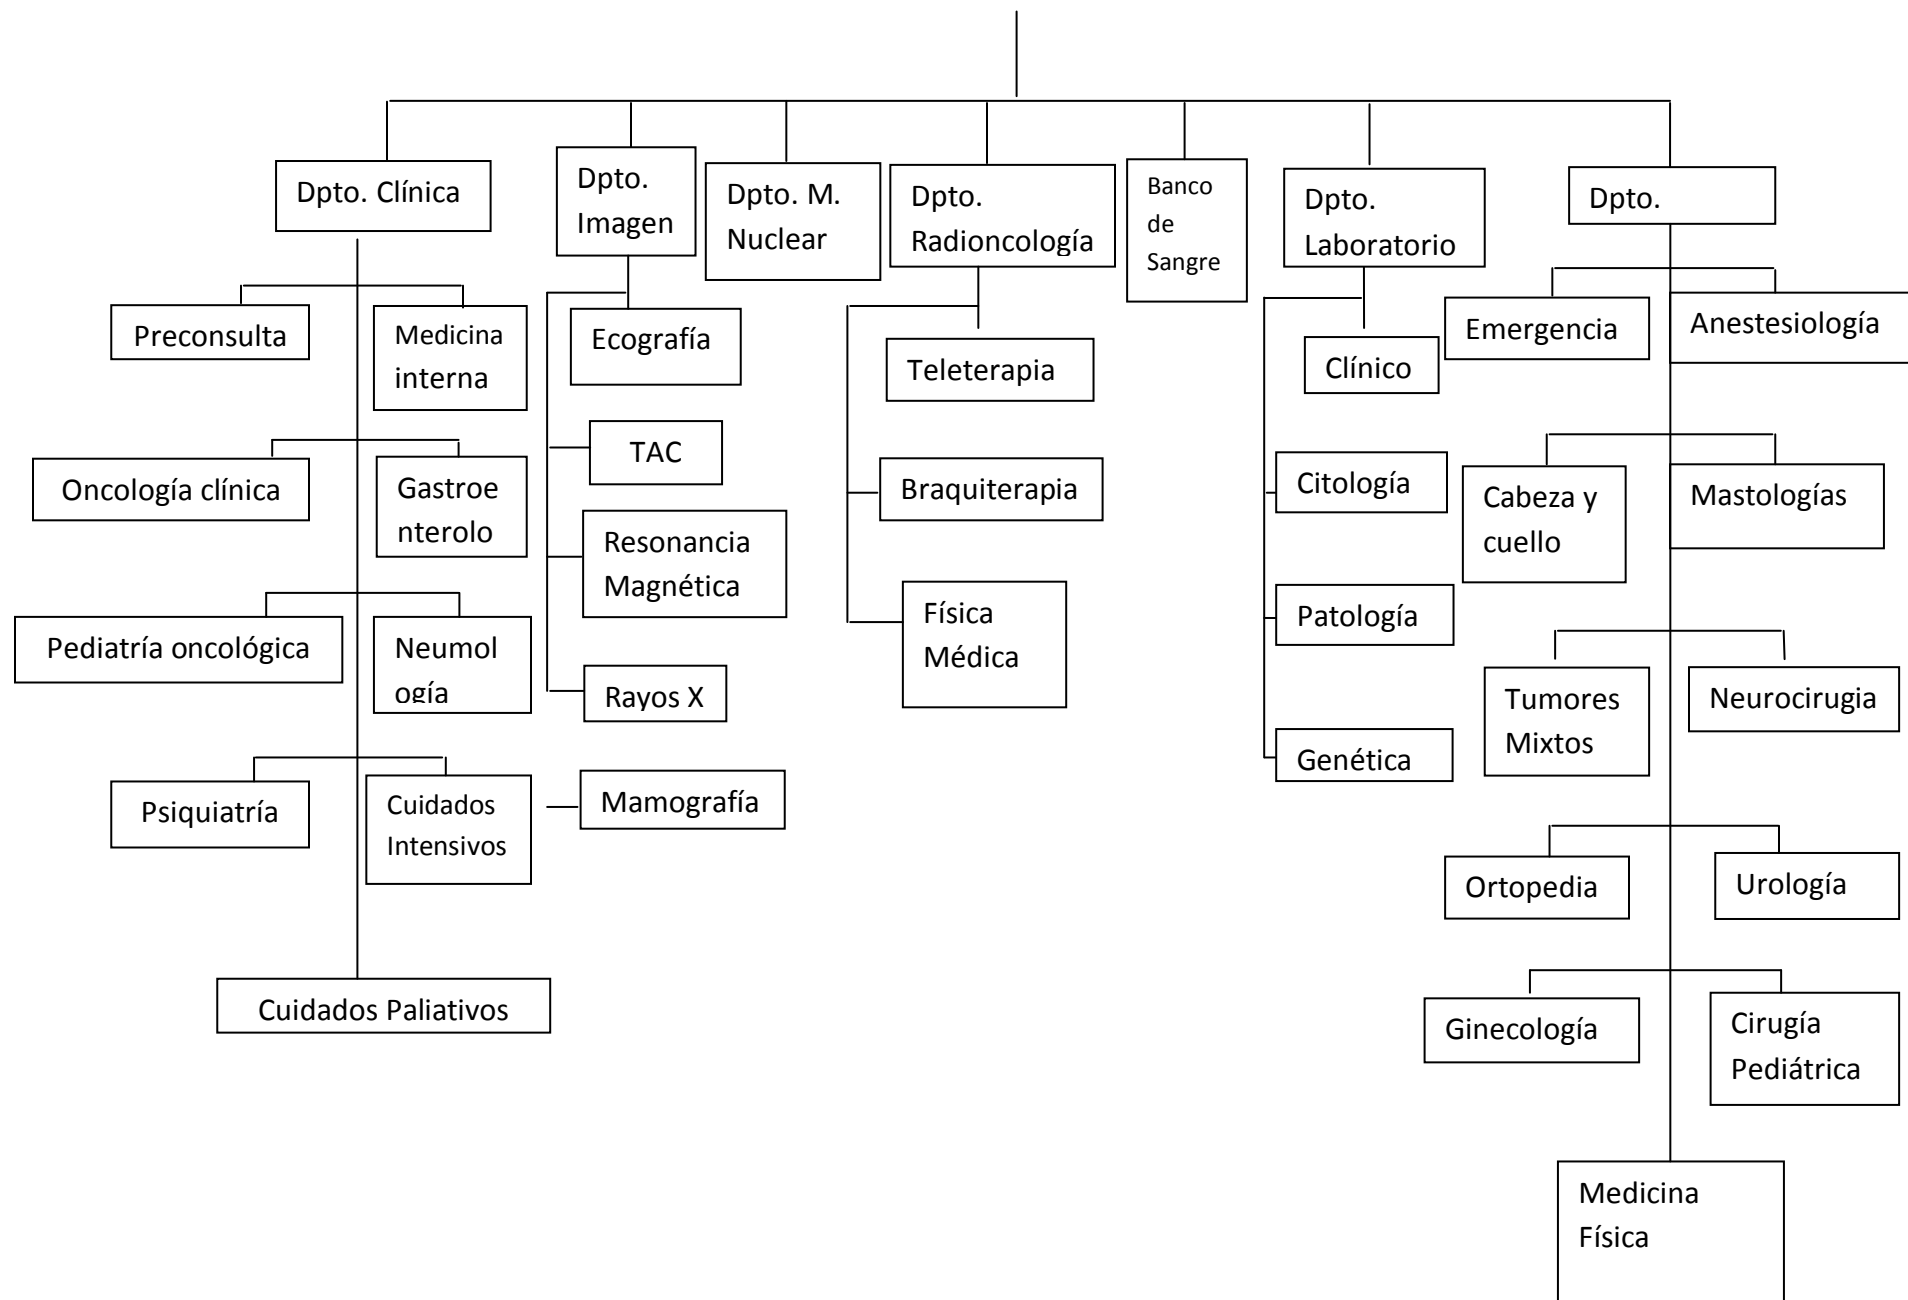 Dpto. Clínica
Dpto.
Imagen
Dpto. M.
Nuclear
Dpto.
Radioncología
Banco
de
Sangre
Dpto.
Laboratorio
Dpto.
Preconsulta
Medicina
interna
Oncología clínica
Gastroe
nterolo
Pediatría oncológica
Neumol
ogía
Psiquiatría
Cuidados
Intensivos
Cuidados Paliativos
Ecografía
TAC
Resonancia
Magnética
Rayos X
Mamografía
Teleterapia
Braquiterapia
Física
Médica
Clínico
Citología
Patología
Genética
Emergencia
Anestesiología
Cabeza y
cuello
Mastologías
Tumores
Mixtos
Neurocirugia
Ortopedia
Urología
Ginecología
Cirugía
Pediátrica
Medicina
Física